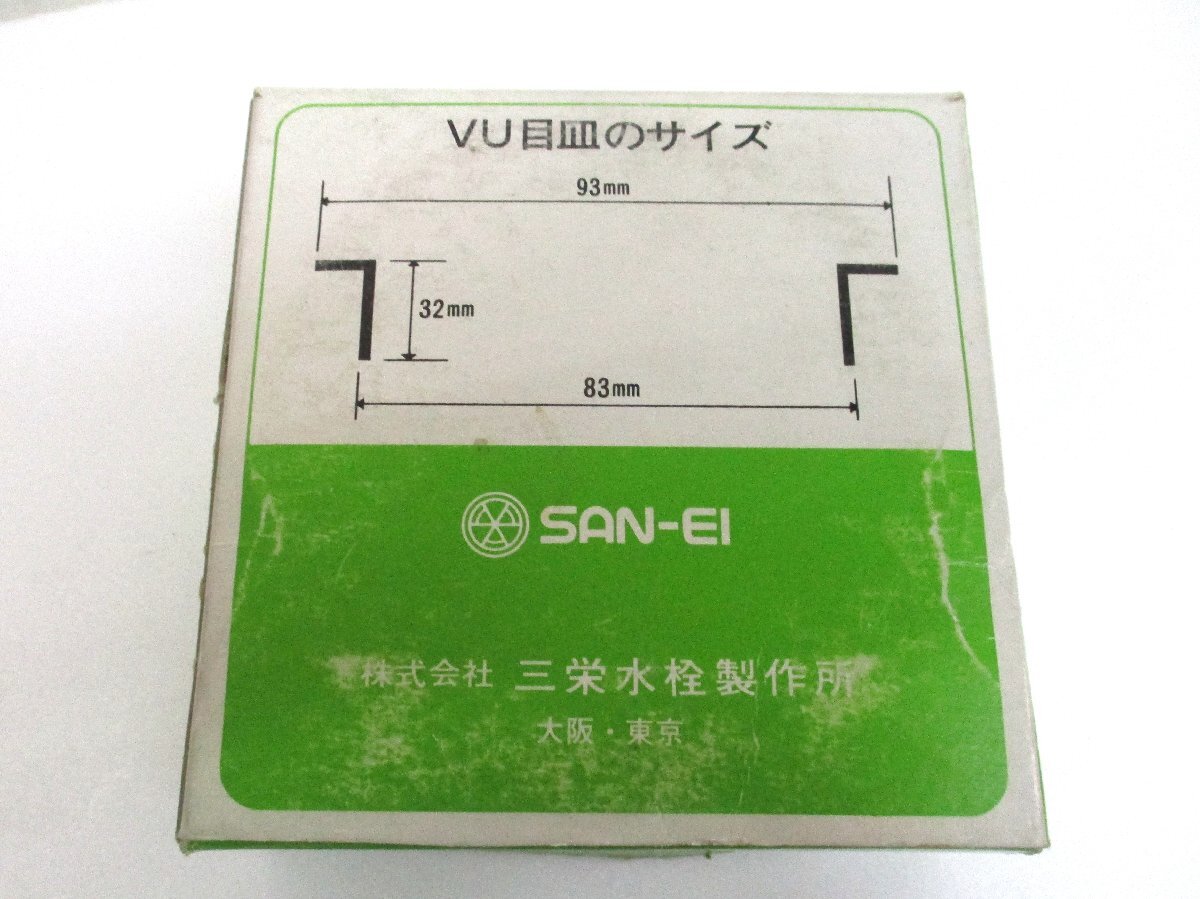 VU目皿のサイズ
93mm
32mm
83mm
SAN-EI
株式会社 三栄水栓製作所
大阪・東京